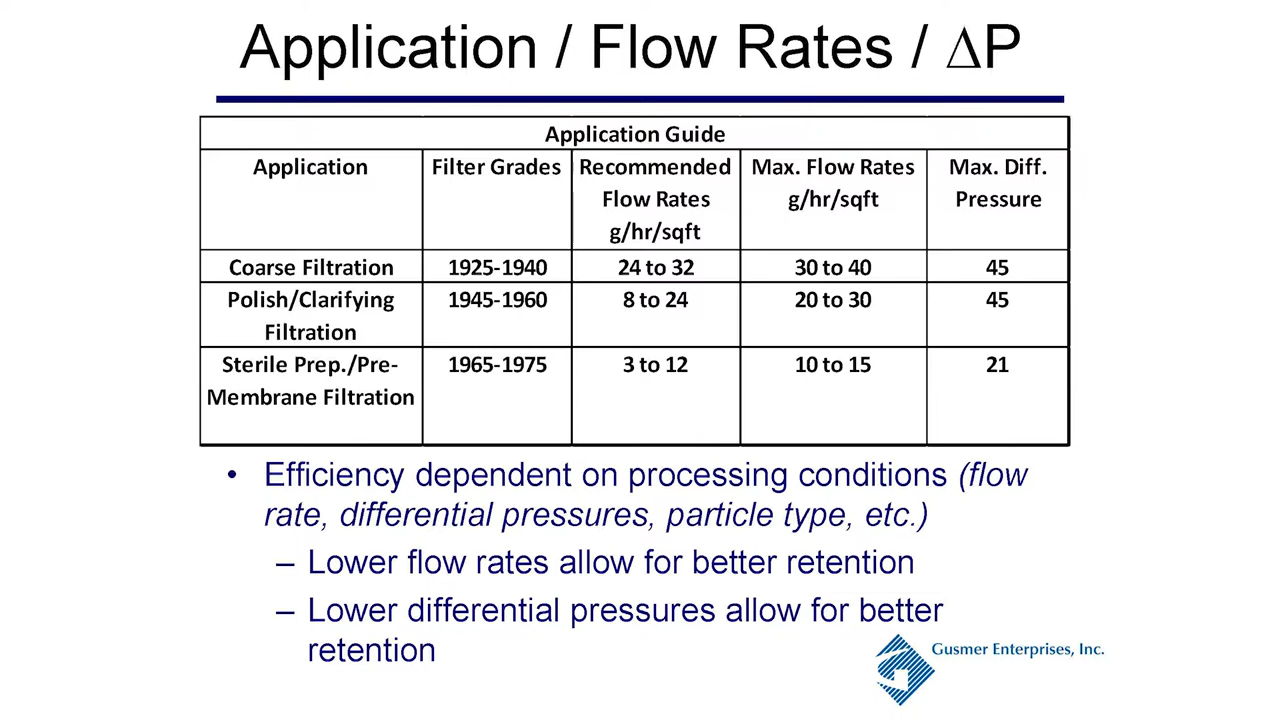 Application / Flow Rates / ΔP
Application Guide
Application Filter Grades Recommended Flow Rates g/hr/sqft Max. Flow Rates g/hr/sqft Max. Diff. Pressure
Coarse Filtration 1925-1940 24 to 32 30 to 40 45
Polish/Clarifying Filtration 1945-1960 8 to 24 20 to 30 45
Sterile Prep./Pre-Membrane Filtration 1965-1975 3 to 12 10 to 15 21
• Efficiency dependent on processing conditions (flow
rate, differential pressures, particle type, etc.)
– Lower flow rates allow for better retention
– Lower differential pressures allow for better
retention
Gusmer Enterprises, Inc.